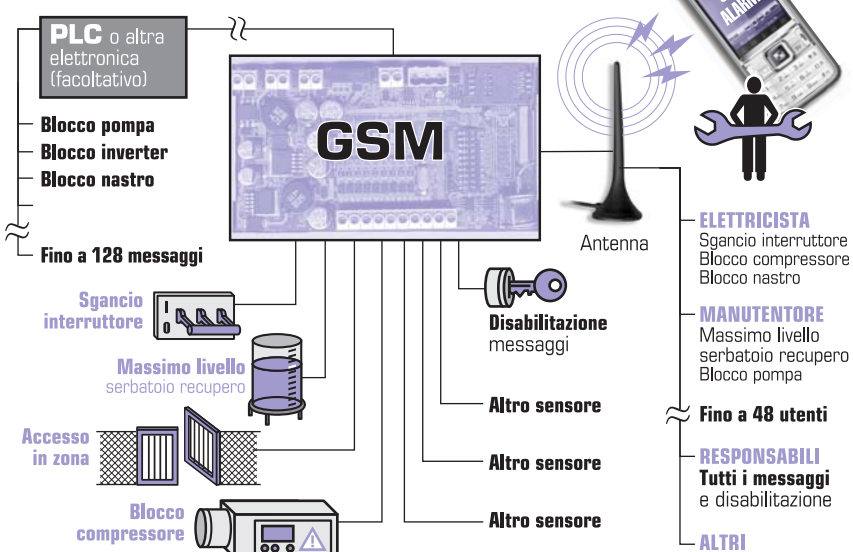 PLC o altra
elettronica
(facoltativo)
Blocco pompa
Blocco inverter
Blocco nastro
Fino a 128 messaggi
GSM
ALARM
Antenna
Sgancio
interruttore
Massimo livello
serbatoio recupero
Accesso
in zona
Blocco
compressore
Disabilitazione
messaggi
Altro sensore
Altro sensore
Altro sensore
ELETTRICISTA
Sgancio interruttore
Blocco compressore
Blocco nastro
MANUTENTORE
Massimo livello
serbatoio recupero
Blocco pompa
Fino a 48 utenti
RESPONSABILI
Tutti i messaggi
e disabilitazione
ALTRI